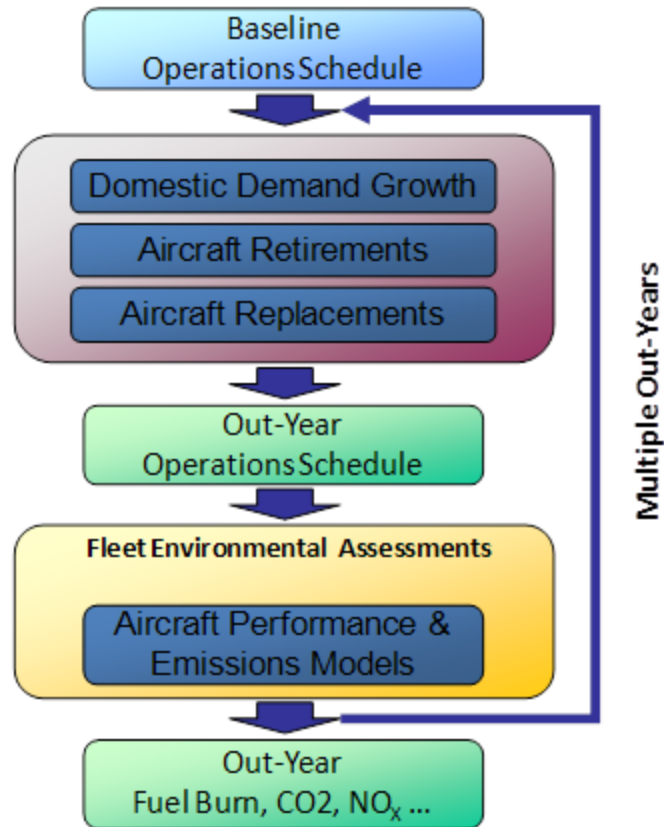 Baseline
Operations Schedule
Domestic Demand Growth
Aircraft Retirements
Aircraft Replacements
Out-Year
Operations Schedule
Fleet Environmental Assessments
Aircraft Performance &
Emissions Models
Out-Year
Fuel Burn, CO2, NOx ...
Multiple Out-Years